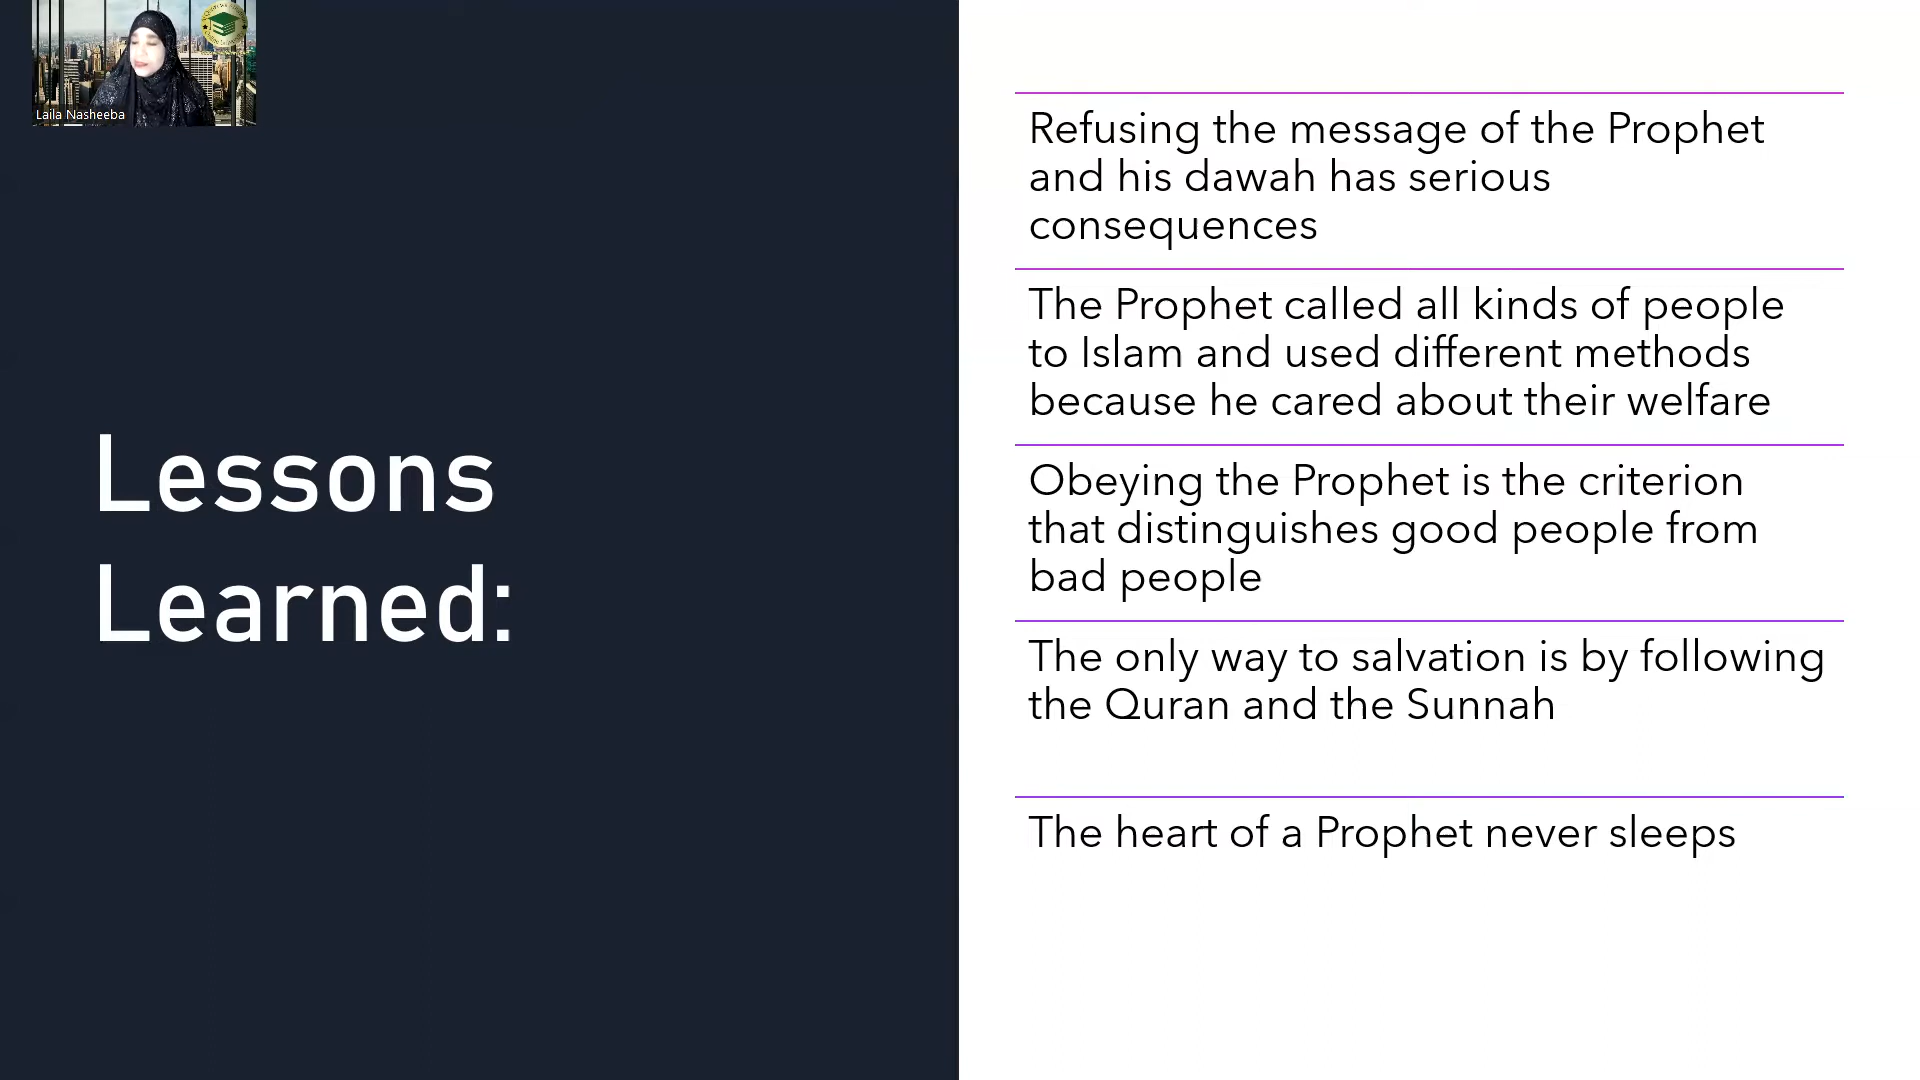 Laila Nasheeba
Lessons
Learned:
Refusing the message of the Prophet
and his dawah has serious
consequences
The Prophet called all kinds of people
to Islam and used different methods
because he cared about their welfare
Obeying the Prophet is the criterion
that distinguishes good people from
bad people
The only way to salvation is by following
the Quran and the Sunnah
The heart of a Prophet never sleeps